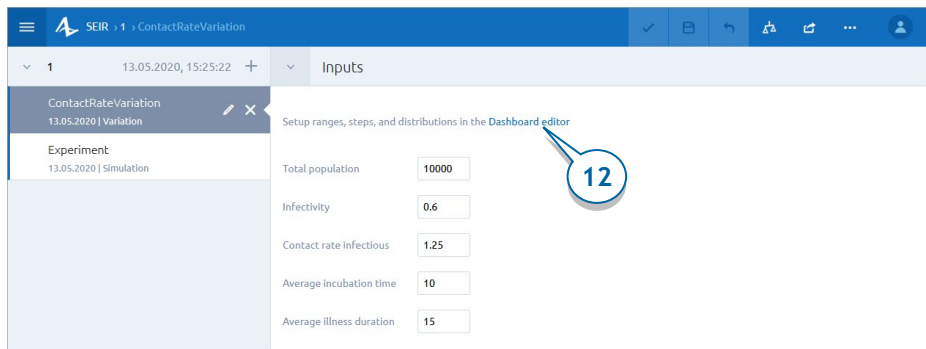 SEIR › 1 › ContactRateVariation
1 13.05.2020, 15:25:22
Inputs
ContactRateVariation
13.05.2020 | Variation
Experiment
13.05.2020 | Simulation
Setup ranges, steps, and distributions in the Dashboard editor
12
Total population 10000
Infectivity 0.6
Contact rate infectious 1.25
Average incubation time 10
Average illness duration 15